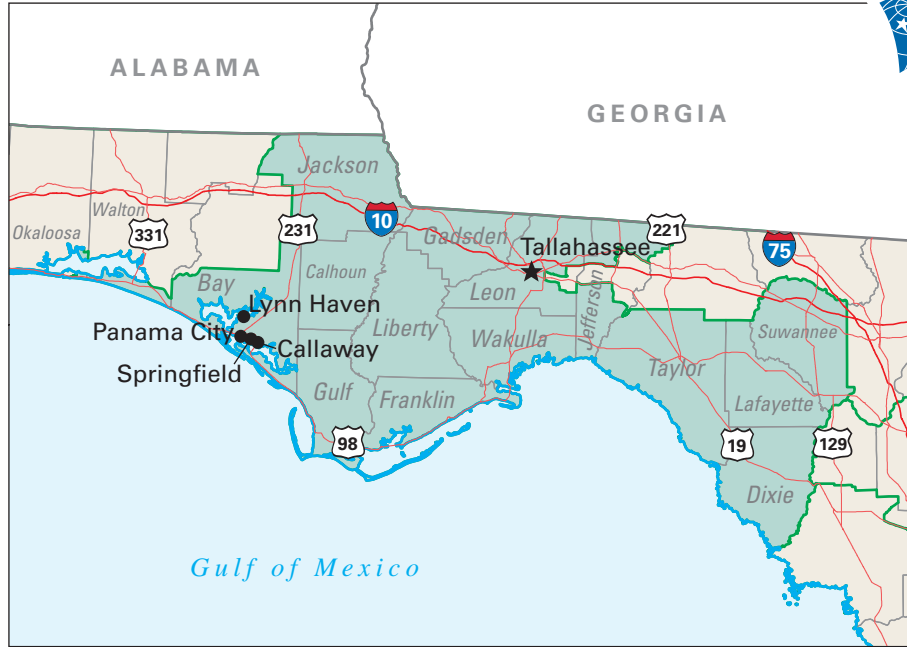 ALABAMA
GEORGIA
Jackson
Walton
10
Okaloosa
331
231
Gadsden
221
75
Tallahassee
Calhoun
Bay
Leon
Jefferson
Lynn Haven
Panama City
Liberty
Wakulla
Suwannee
Callaway
Springfield
Taylor
Gulf
Franklin
Lafayette
98
19
129
Dixie
Gulf of Mexico